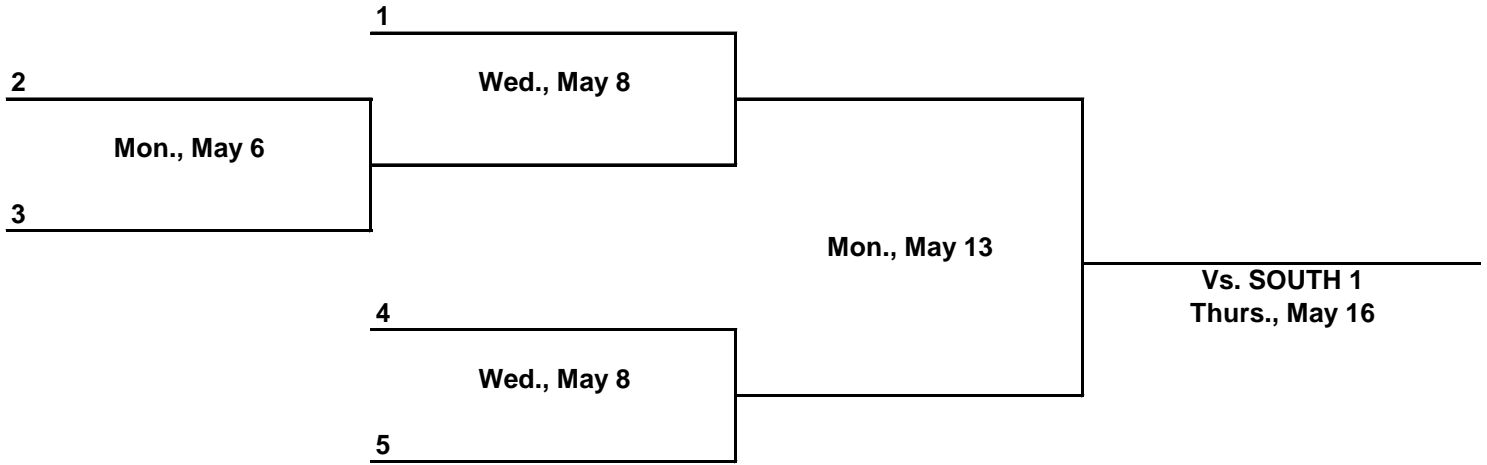 1
2
Wed., May 8
Mon., May 6
3
Mon., May 13
Vs. SOUTH 1
Thurs., May 16
4
Wed., May 8
5